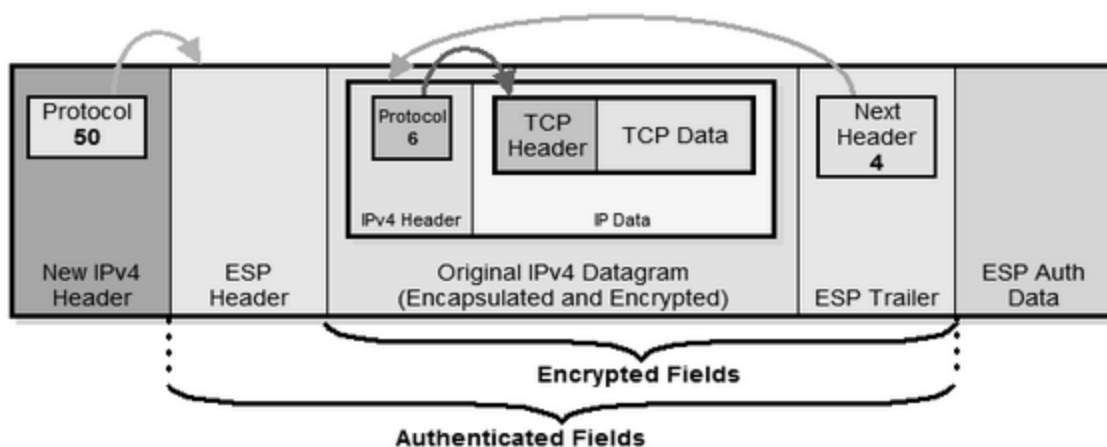 Protocol
50
New IPv4
Header
ESP
Header
Protocol
6
TCP
Header
TCP Data
IPv4 Header
IP Data
Original IPv4 Datagram
(Encapsulated and Encrypted)
Next
Header
4
ESP Trailer
ESP Auth
Data
Encrypted Fields
Authenticated Fields